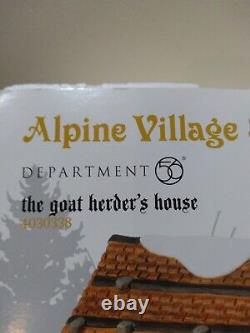 Alpine Village
DEPARTMENT 56
the goat herder's house
4030338